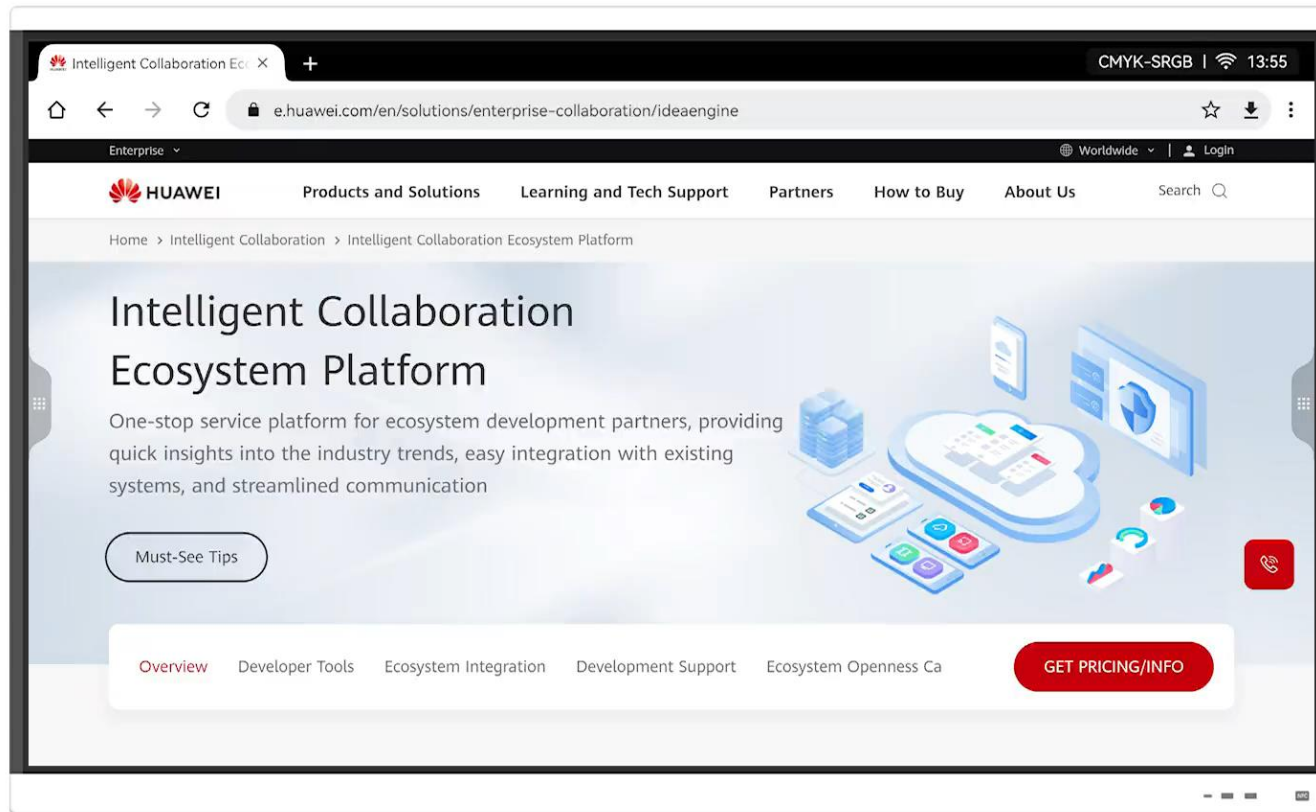 Intelligent Collaboration Ec
CMYK-SRGB | 13:55
e.huawei.com/en/solutions/enterprise-collaboration/ideaengine
Enterprise
Worldwide | Login
HUAWEI
Products and Solutions
Learning and Tech Support
Partners
How to Buy
About Us
Search
Home > Intelligent Collaboration > Intelligent Collaboration Ecosystem Platform
Intelligent Collaboration
Ecosystem Platform
One-stop service platform for ecosystem development partners, providing
quick insights into the industry trends, easy integration with existing
systems, and streamlined communication
Must-See Tips
Overview
Developer Tools
Ecosystem Integration
Development Support
Ecosystem Openness Ca
GET PRICING/INFO
NFC